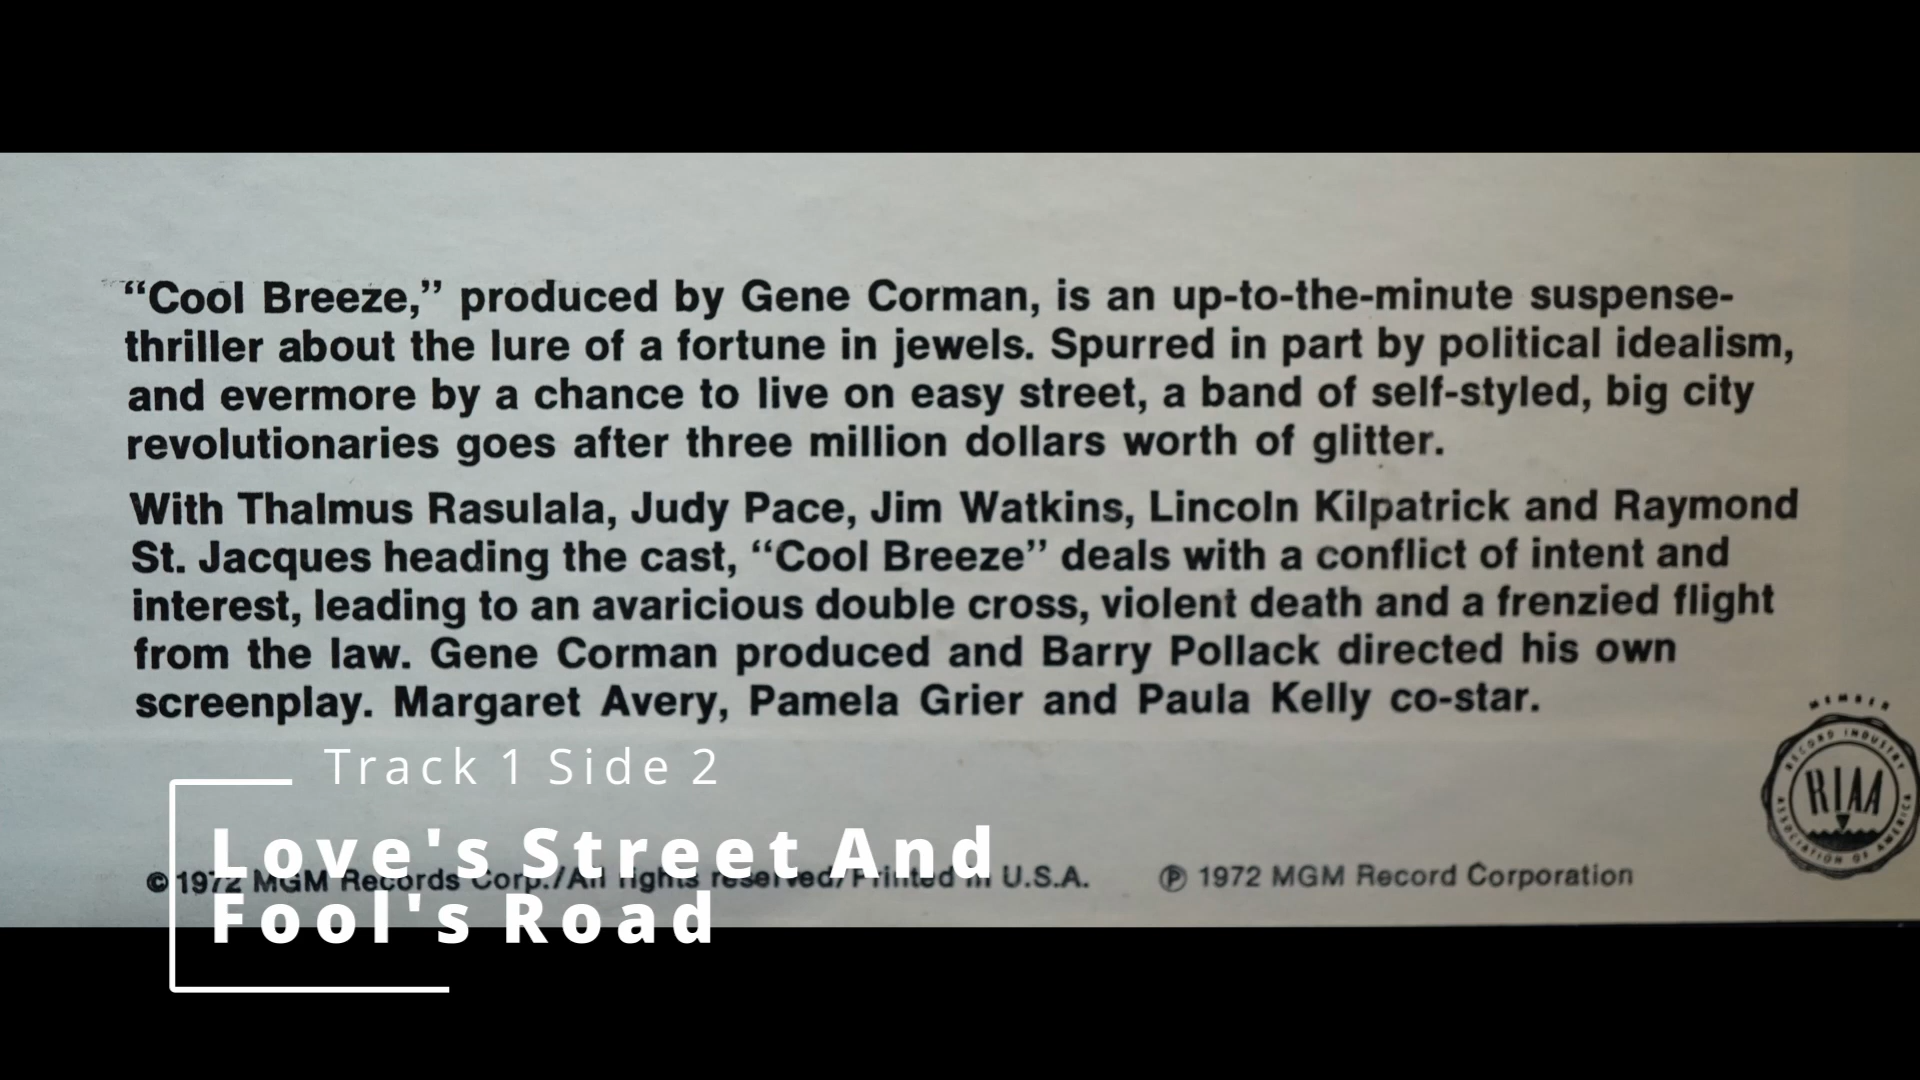 “Cool Breeze,” produced by Gene Corman, is an up-to-the-minute suspense-
thriller about the lure of a fortune in jewels. Spurred in part by political idealism,
and evermore by a chance to live on easy street, a band of self-styled, big city
revolutionaries goes after three million dollars worth of glitter.
With Thalmus Rasulala, Judy Pace, Jim Watkins, Lincoln Kilpatrick and Raymond
St. Jacques heading the cast, “Cool Breeze” deals with a conflict of intent and
interest, leading to an avaricious double cross, violent death and a frenzied flight
from the law. Gene Corman produced and Barry Pollack directed his own
screenplay. Margaret Avery, Pamela Grier and Paula Kelly co-star.
MEMBER
RECORD INDUSTRY
RIAA
ASSOCIATION OF AMERICA
Track 1 Side 2
Love's Street And
Fool's Road
© 1972 MGM Records Corp./All rights reserved/Printed in U.S.A. ℗ 1972 MGM Record Corporation